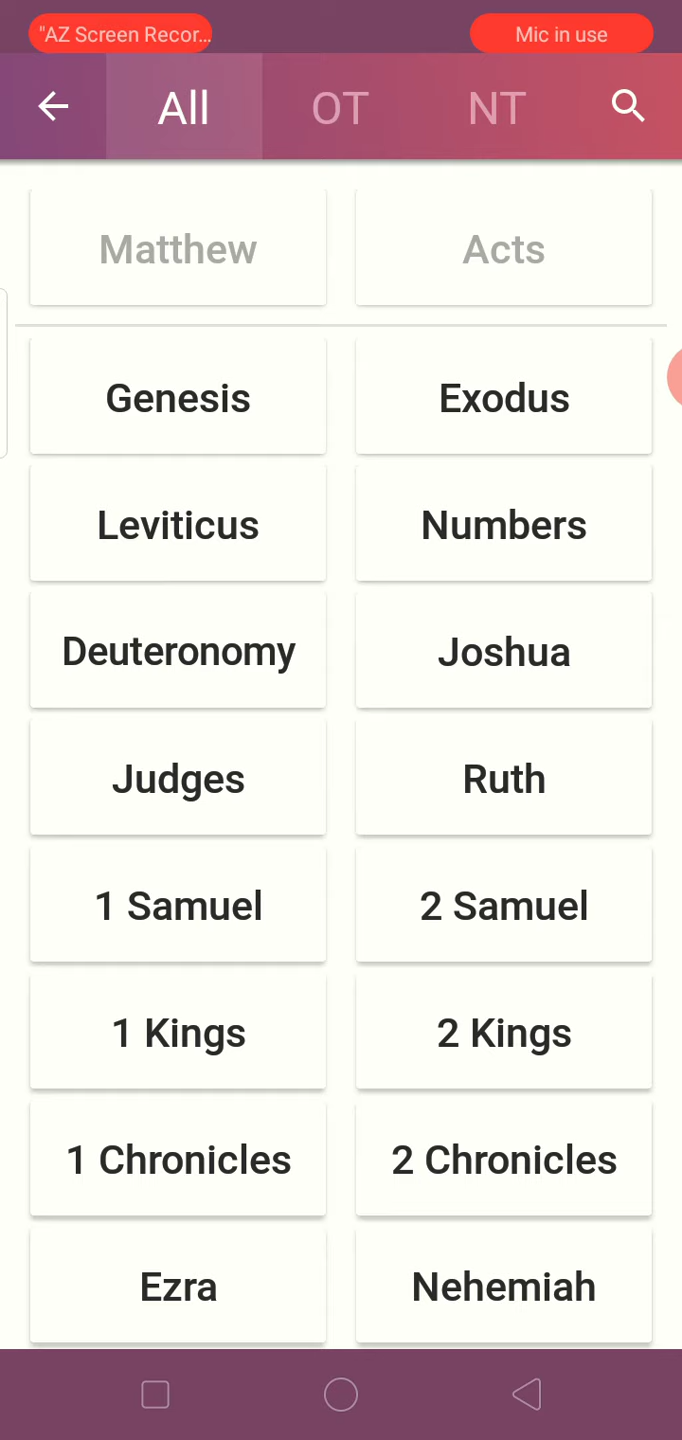 "AZ Screen Recor... Mic in use
All OT NT
Matthew Acts
Genesis Exodus
Leviticus Numbers
Deuteronomy Joshua
Judges Ruth
1 Samuel 2 Samuel
1 Kings 2 Kings
1 Chronicles 2 Chronicles
Ezra Nehemiah